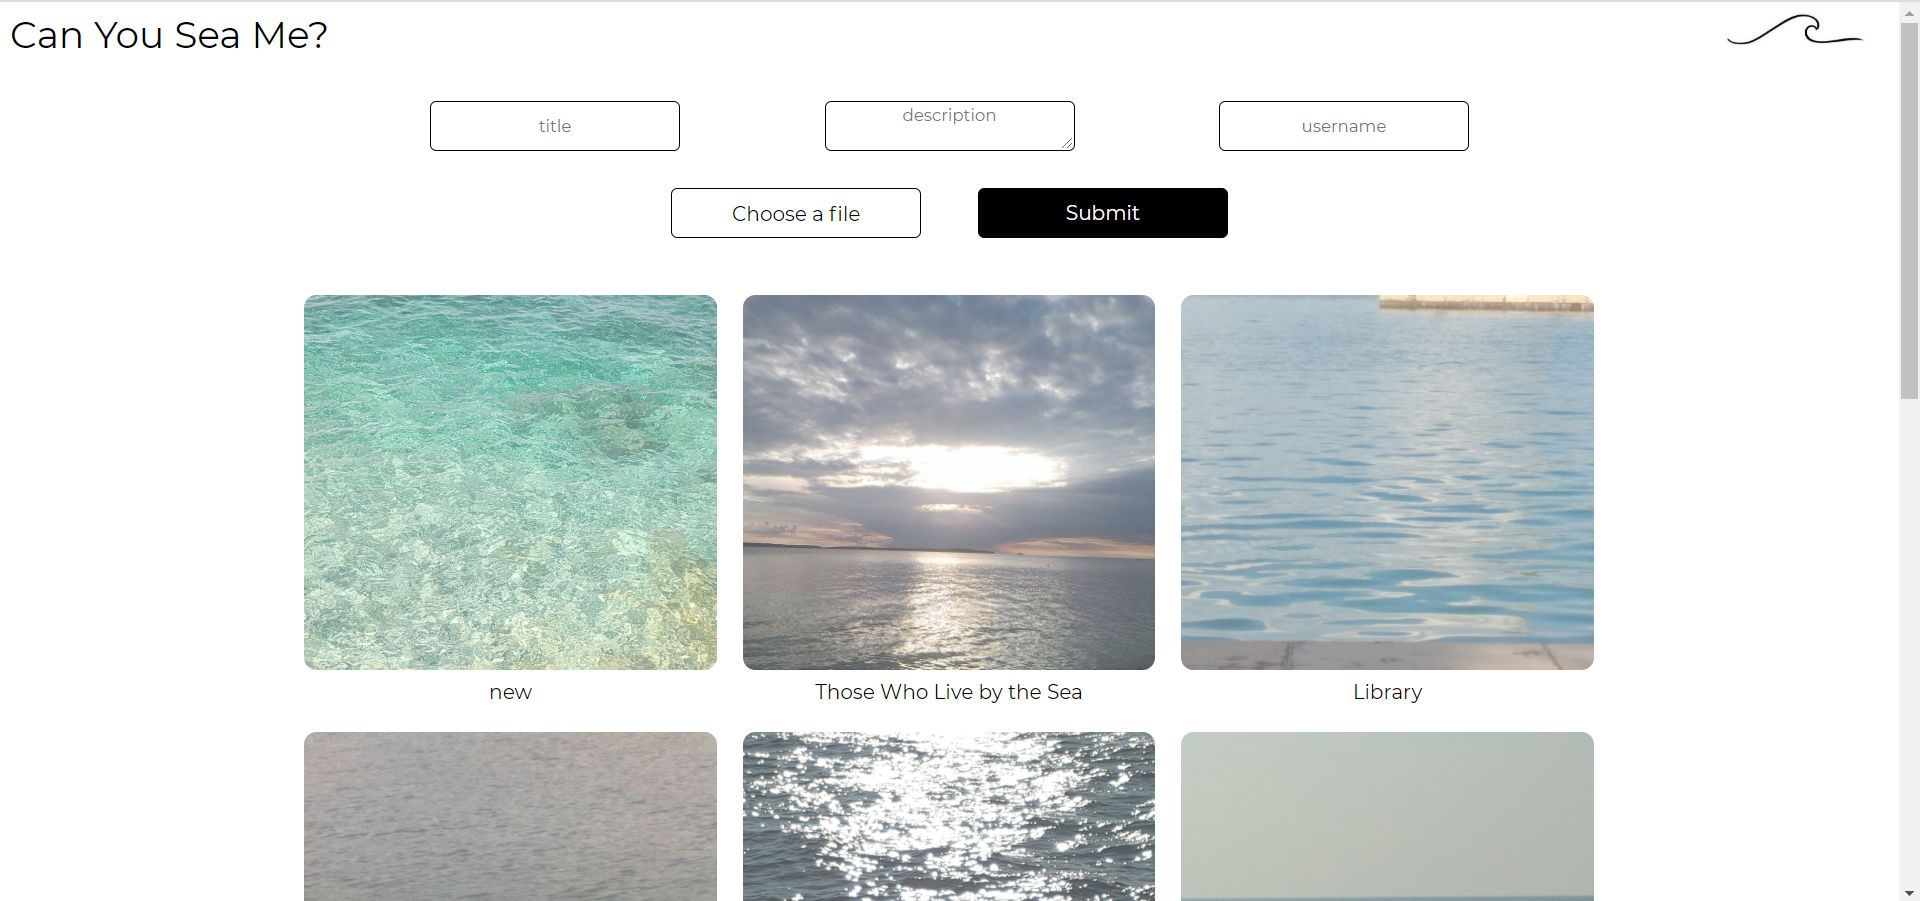 Can You Sea Me?
title
description
username
Choose a file
Submit
new
Those Who Live by the Sea
Library